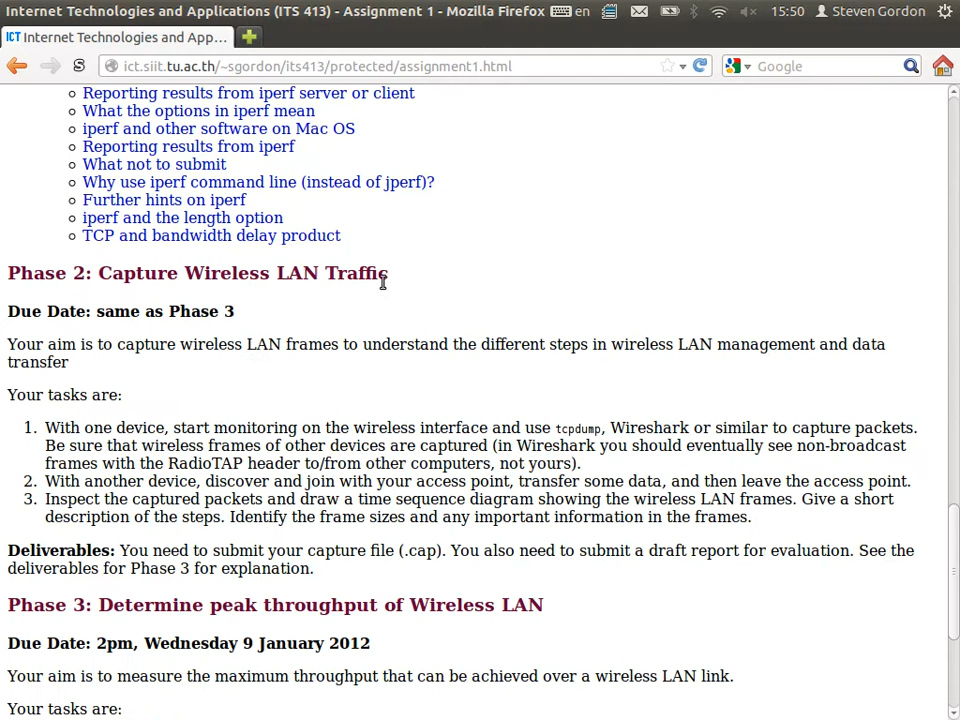 Internet Technologies and Applications (ITS 413) - Assignment 1 - Mozilla Firefox en 15:50 Steven Gordon
ICT Internet Technologies and App...
S ict.siit.tu.ac.th/~sgordon/its413/protected/assignment1.html Google
Reporting results from iperf server or client
What the options in iperf mean
iperf and other software on Mac OS
Reporting results from iperf
What not to submit
Why use iperf command line (instead of jperf)?
Further hints on iperf
iperf and the length option
TCP and bandwidth delay product
Phase 2: Capture Wireless LAN Traffic
Due Date: same as Phase 3
Your aim is to capture wireless LAN frames to understand the different steps in wireless LAN management and data
transfer
Your tasks are:
1. With one device, start monitoring on the wireless interface and use tcpdump, Wireshark or similar to capture packets.
Be sure that wireless frames of other devices are captured (in Wireshark you should eventually see non-broadcast
frames with the RadioTAP header to/from other computers, not yours).
2. With another device, discover and join with your access point, transfer some data, and then leave the access point.
3. Inspect the captured packets and draw a time sequence diagram showing the wireless LAN frames. Give a short
description of the steps. Identify the frame sizes and any important information in the frames.
Deliverables: You need to submit your capture file (.cap). You also need to submit a draft report for evaluation. See the
deliverables for Phase 3 for explanation.
Phase 3: Determine peak throughput of Wireless LAN
Due Date: 2pm, Wednesday 9 January 2012
Your aim is to measure the maximum throughput that can be achieved over a wireless LAN link.
Your tasks are: